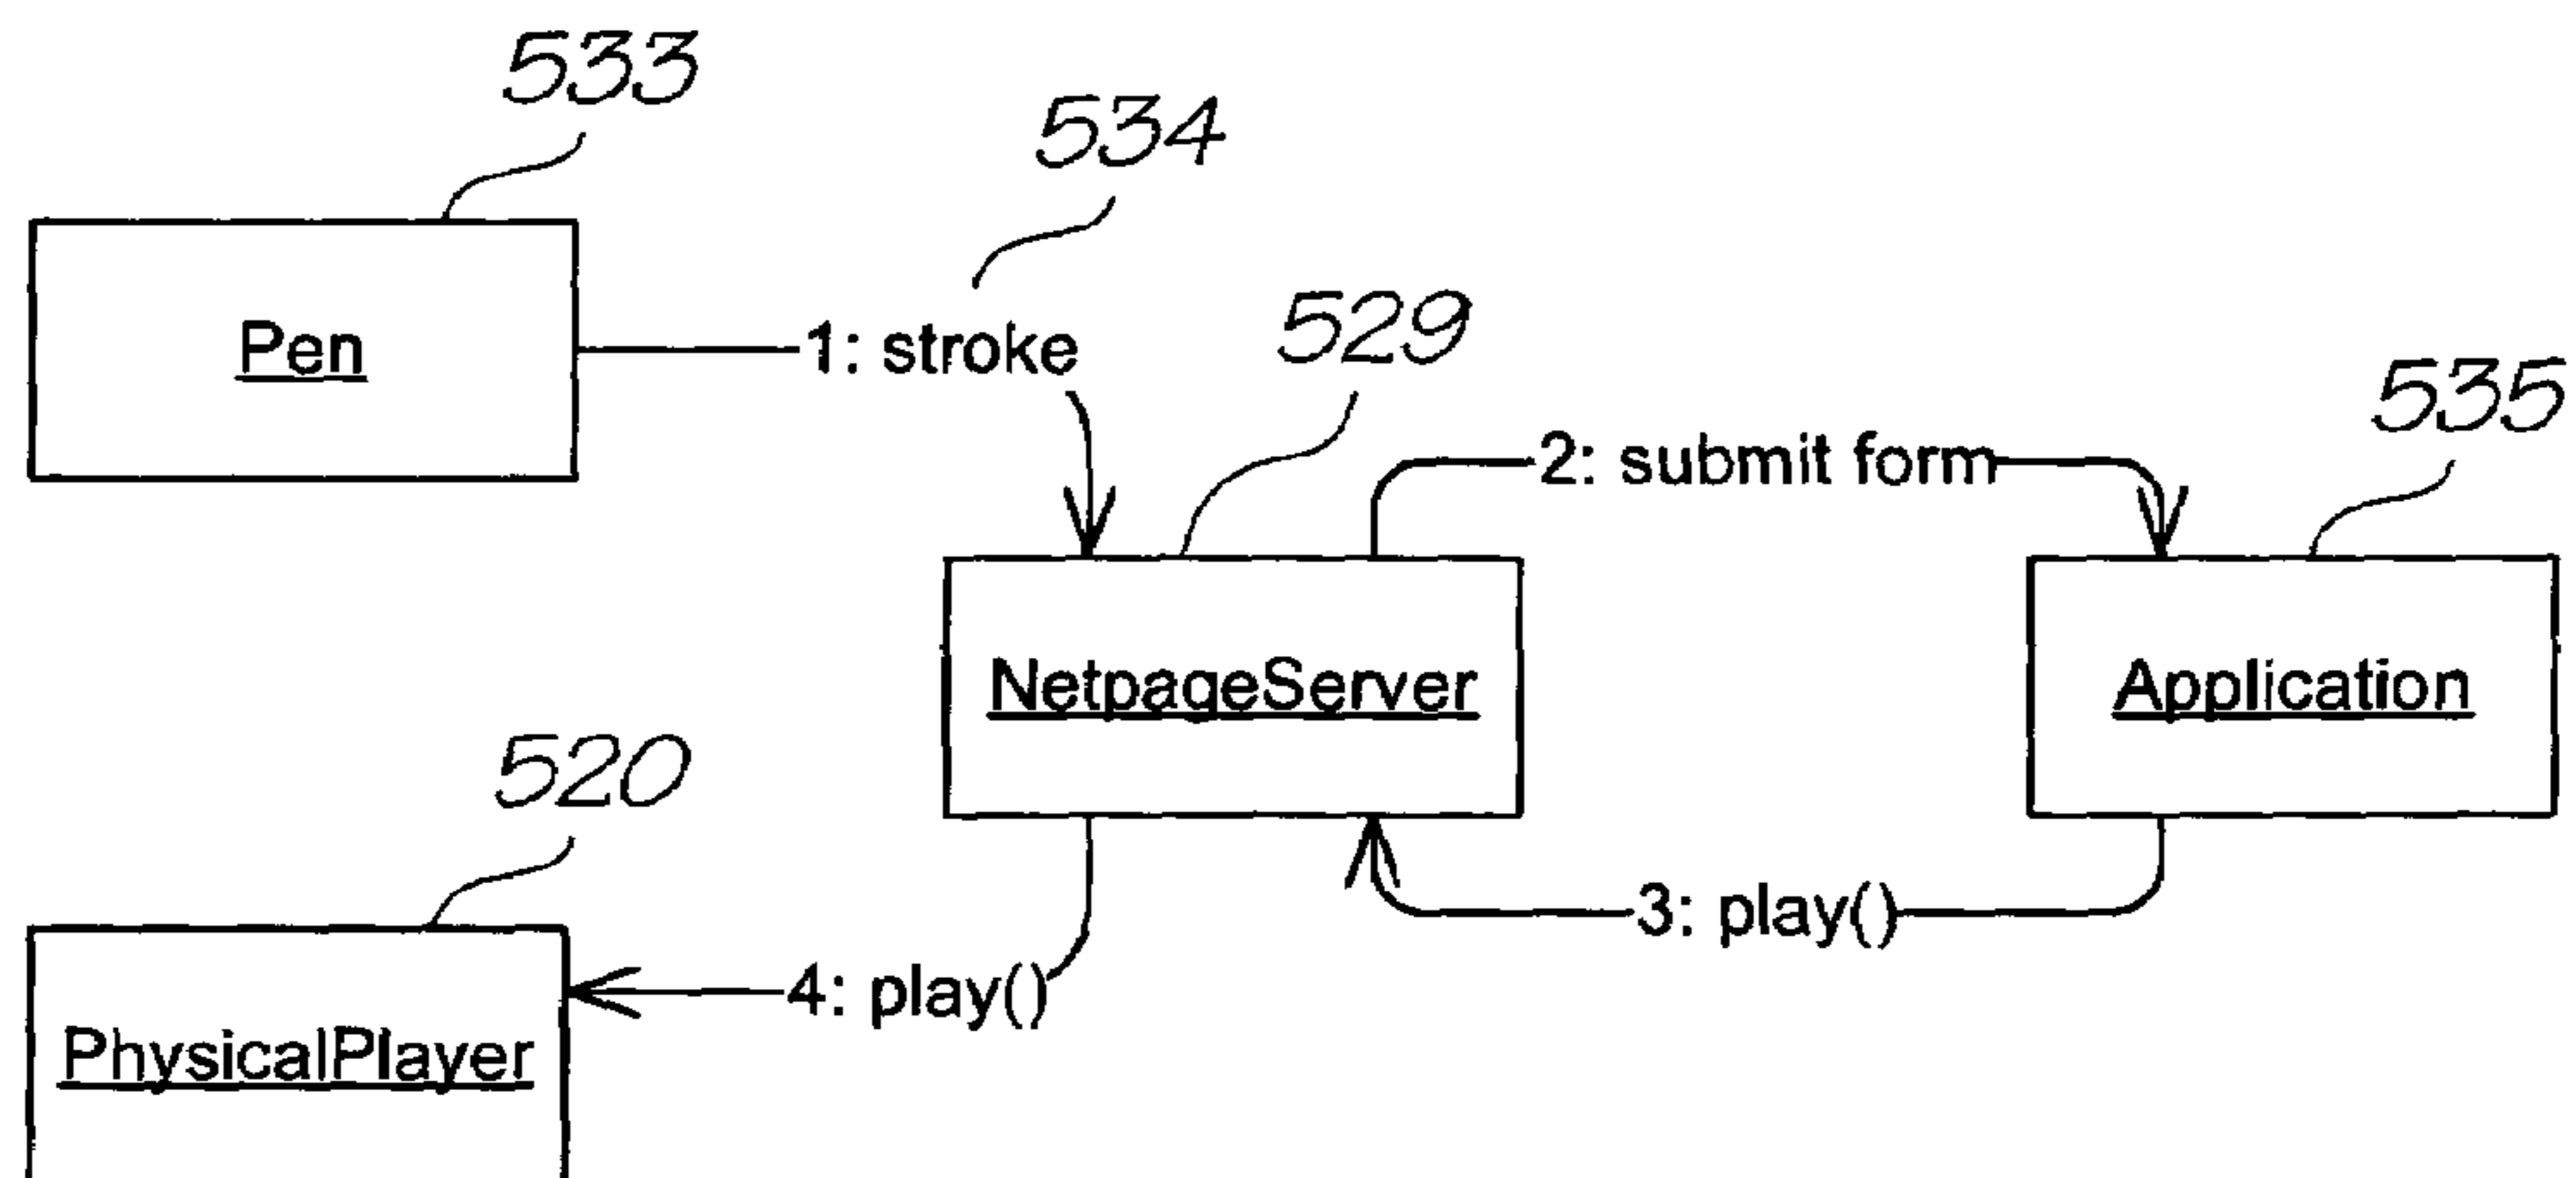 533
534
Pen
1: stroke
529
535
2: submit form
NetpageServer
Application
520
3: play()
4: play()
PhysicalPlayer